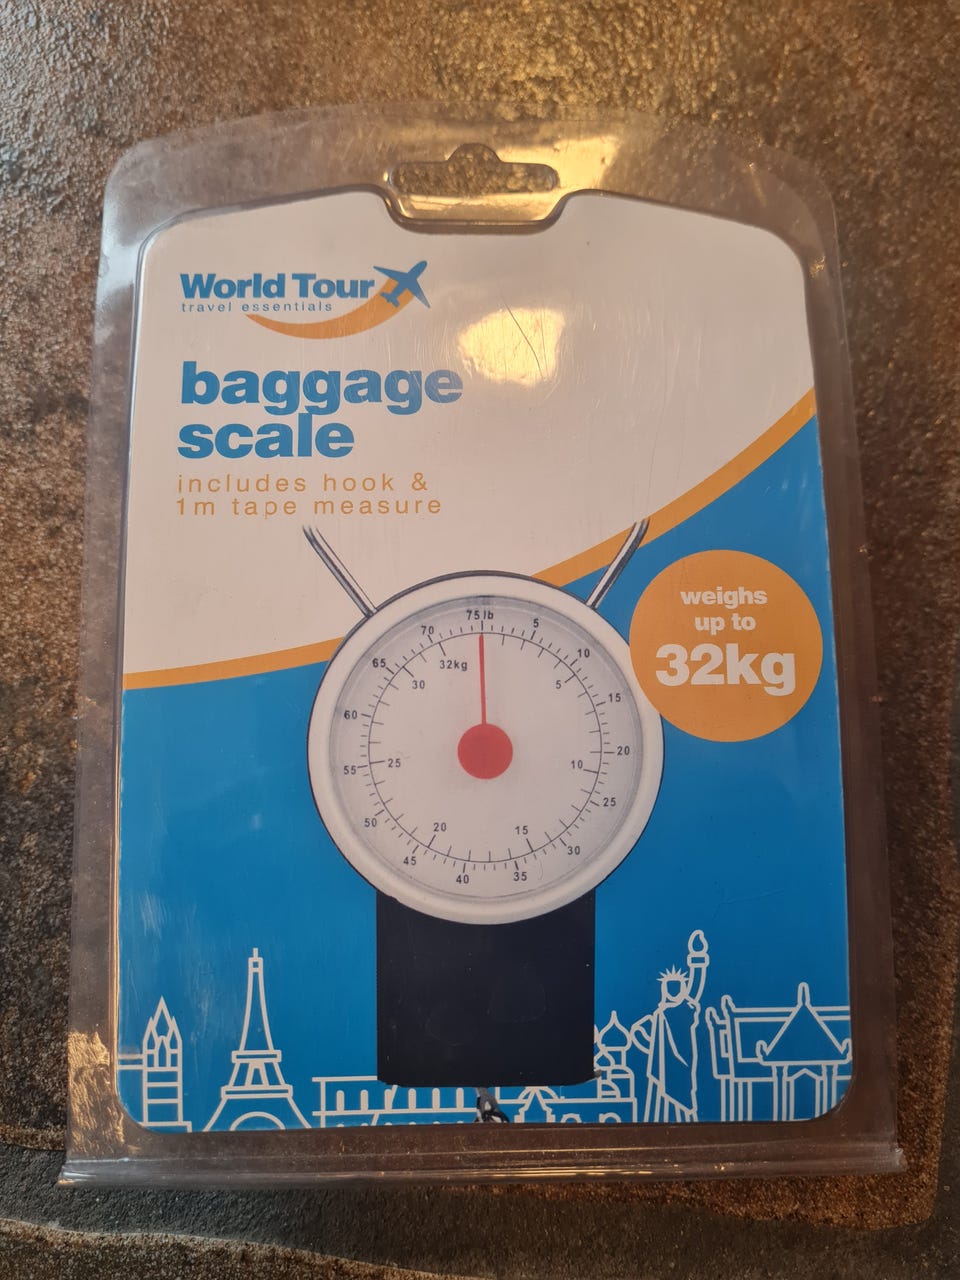 World Tour
travel essentials
baggage
scale
includes hook &
1m tape measure
weighs
up to
32kg
75lb
5
10
15
20
25
30
35
40
45
50
55
60
65
70
32kg
5
10
15
20
25
30